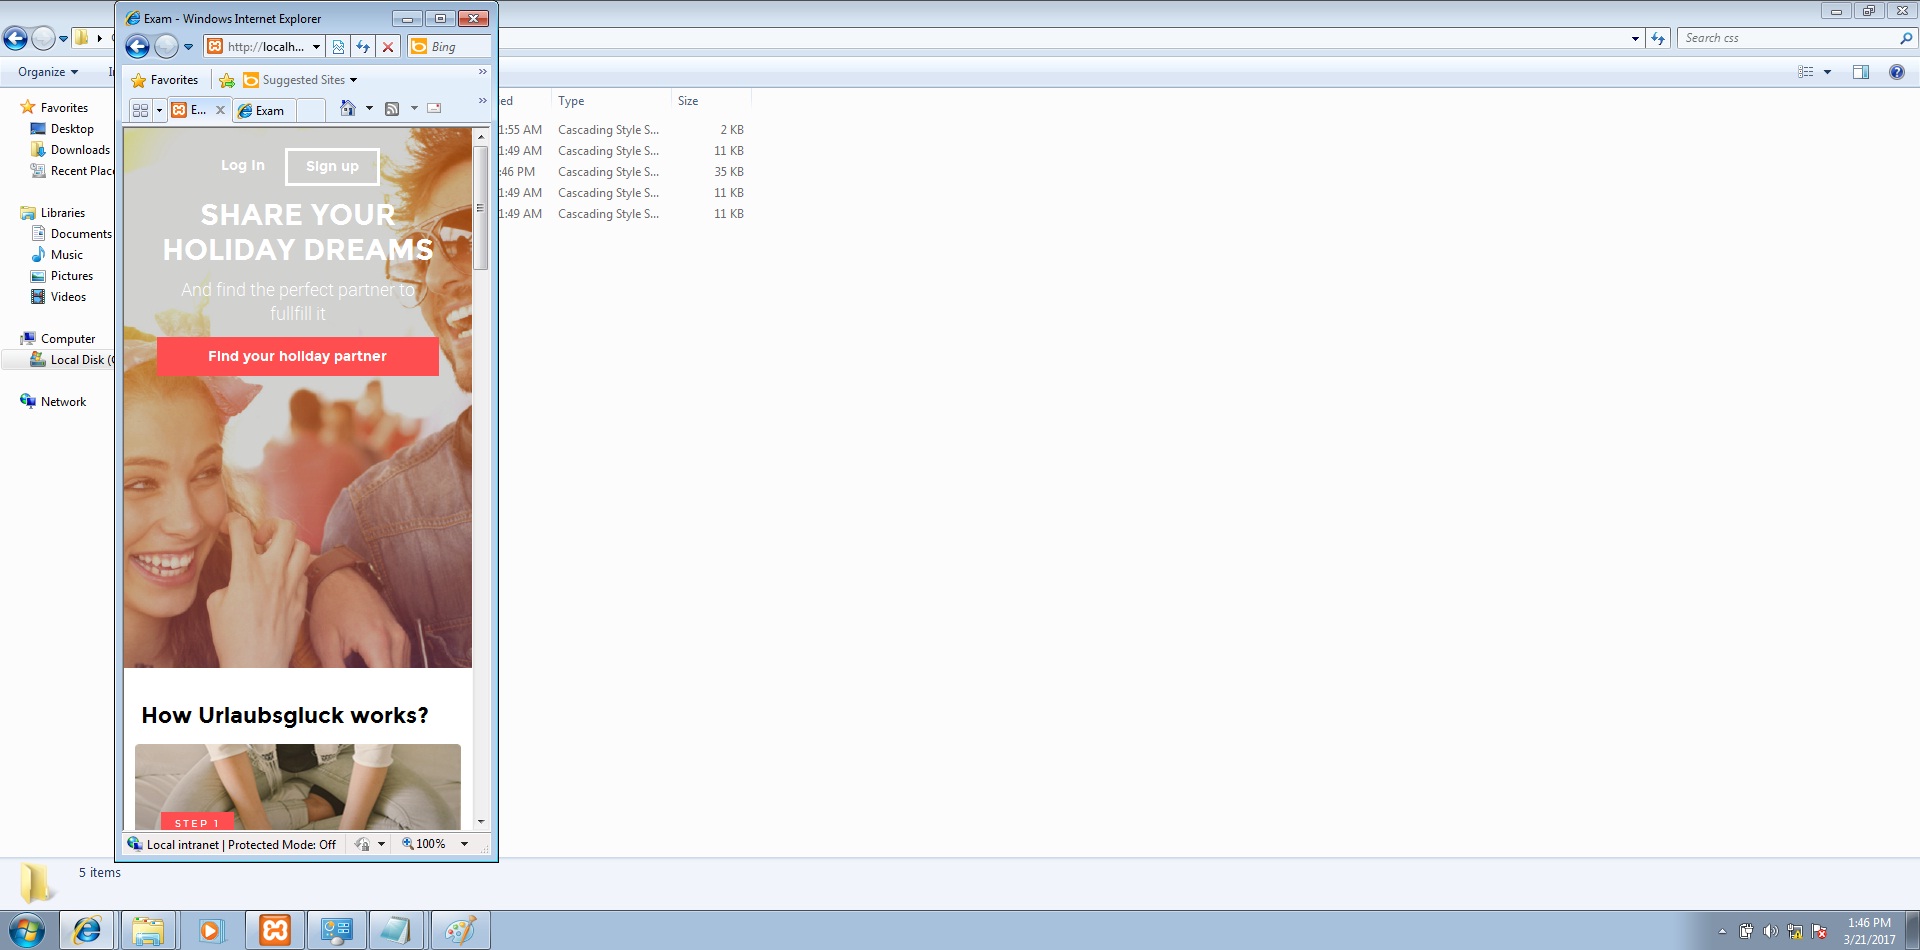 Exam - Windows Internet Explorer
http://localh...
Bing
Favorites
Suggested Sites
E...
Exam
Log In
Sign up
SHARE YOUR
HOLIDAY DREAMS
And find the perfect partner to
fullfill it
Find your holiday partner
How Urlaubsgluck works?
STEP 1
Local intranet | Protected Mode: Off
100%
Search css
Organize
Favorites
Desktop
Downloads
Recent Plac
Libraries
Documents
Music
Pictures
Videos
Computer
Local Disk (
Network
ed Type Size
1:55 AM Cascading Style S... 2 KB
1:49 AM Cascading Style S... 11 KB
:46 PM Cascading Style S... 35 KB
1:49 AM Cascading Style S... 11 KB
1:49 AM Cascading Style S... 11 KB
5 items
1:46 PM
3/21/2017